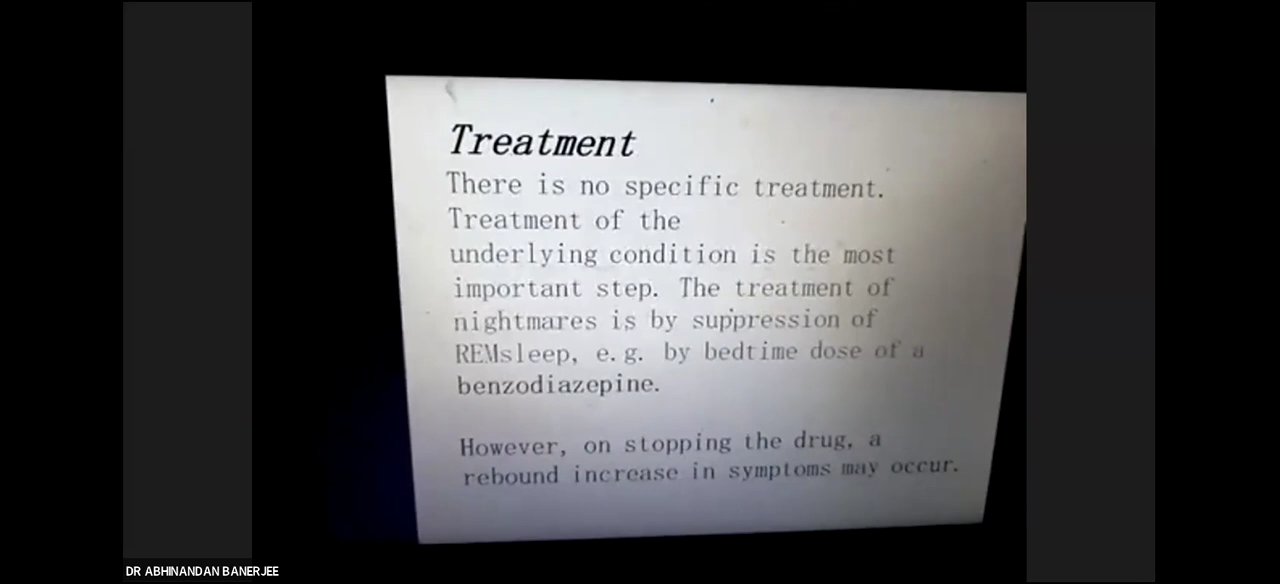 Treatment
There is no specific treatment.
Treatment of the
underlying condition is the most
important step. The treatment of
nightmares is by suppression of
REMsleep, e.g. by bedtime dose of a
benzodiazepine.
However, on stopping the drug, a
rebound increase in symptoms may occur.
DR ABHINANDAN BANERJEE